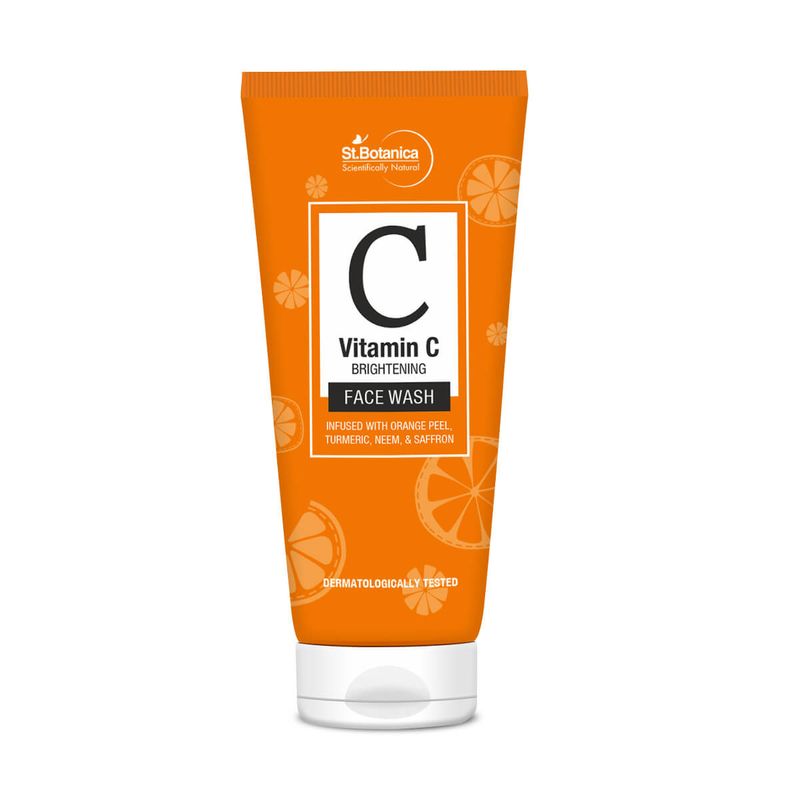 St.Botanica
Scientifically Natural
C
Vitamin C
BRIGHTENING
FACE WASH
INFUSED WITH ORANGE PEEL,
TURMERIC, NEEM, & SAFFRON
DERMATOLOGICALLY TESTED